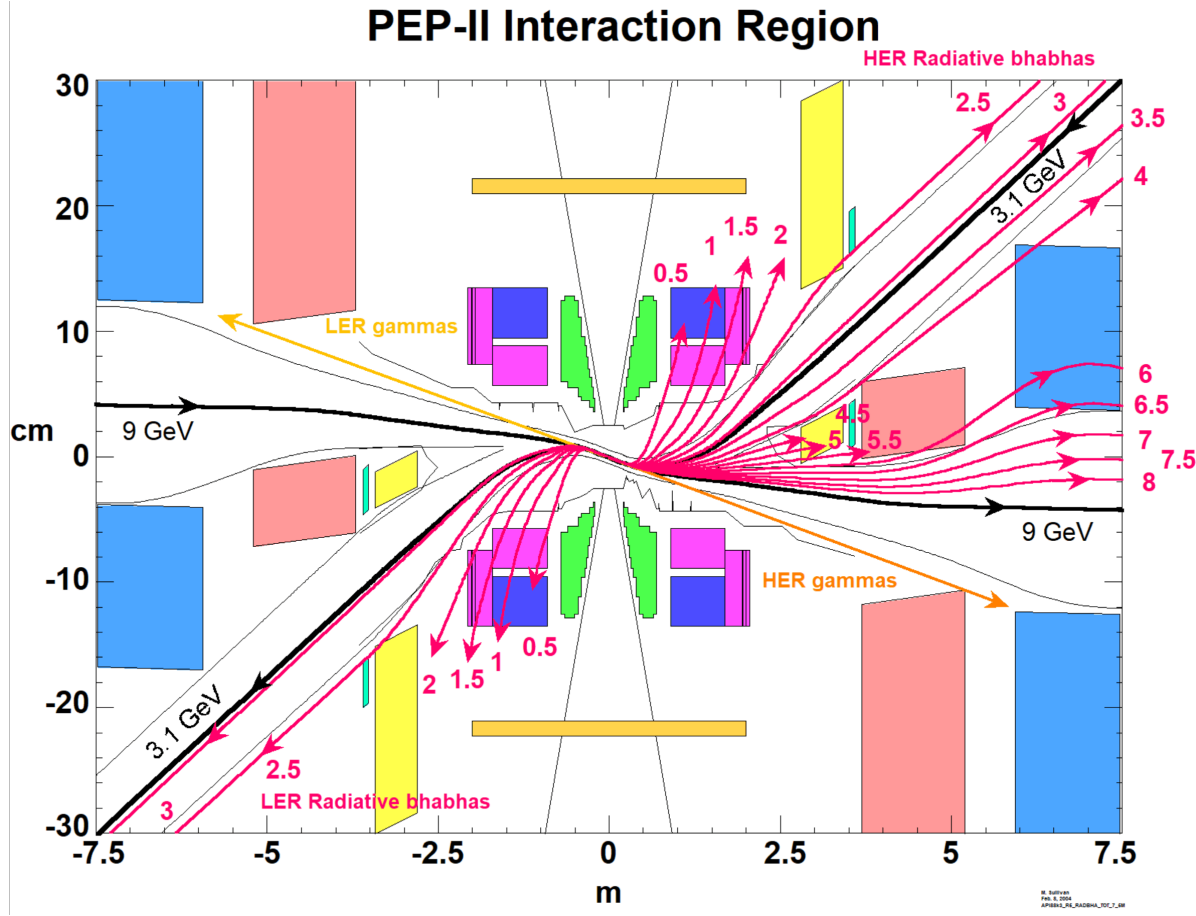 PEP-II Interaction Region
HER Radiative bhabhas
30
2.5
3
3.5
4
3.1 GeV
20
1.5
2
1
0.5
10
LER gammas
6
6.5
4.5
5
5.5
7
7.5
8
cm
9 GeV
0
9 GeV
HER gammas
-10
0.5
1
1.5
2
-20
3.1 GeV
2.5
LER Radiative bhabhas
3
-30
-7.5
-5
-2.5
0
2.5
5
7.5
m
M. Sullivan
Feb. 8, 2004